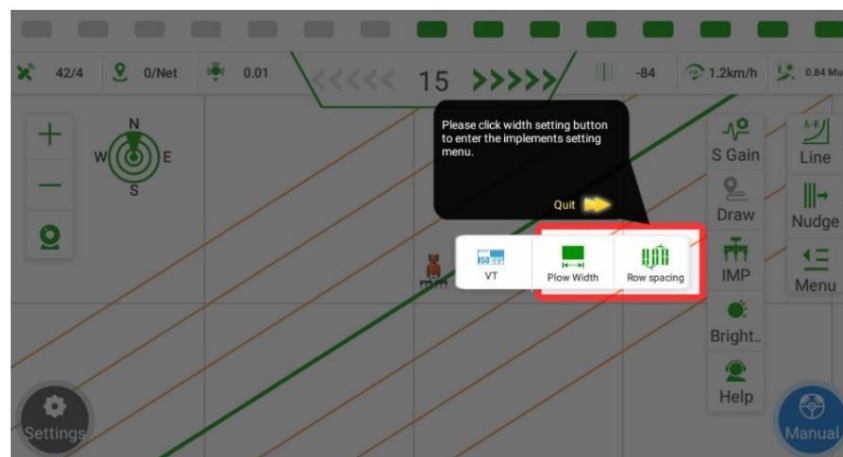 42/4
0/Net
0.01
15
-84
1.2km/h
0.84 Mu
Please click width setting button
to enter the implements setting
menu.
Quit
N
W
E
S
S Gain
Draw
IMP
Bright..
Help
Line
Nudge
Menu
VT
Plow Width
Row spacing
Settings
Manual